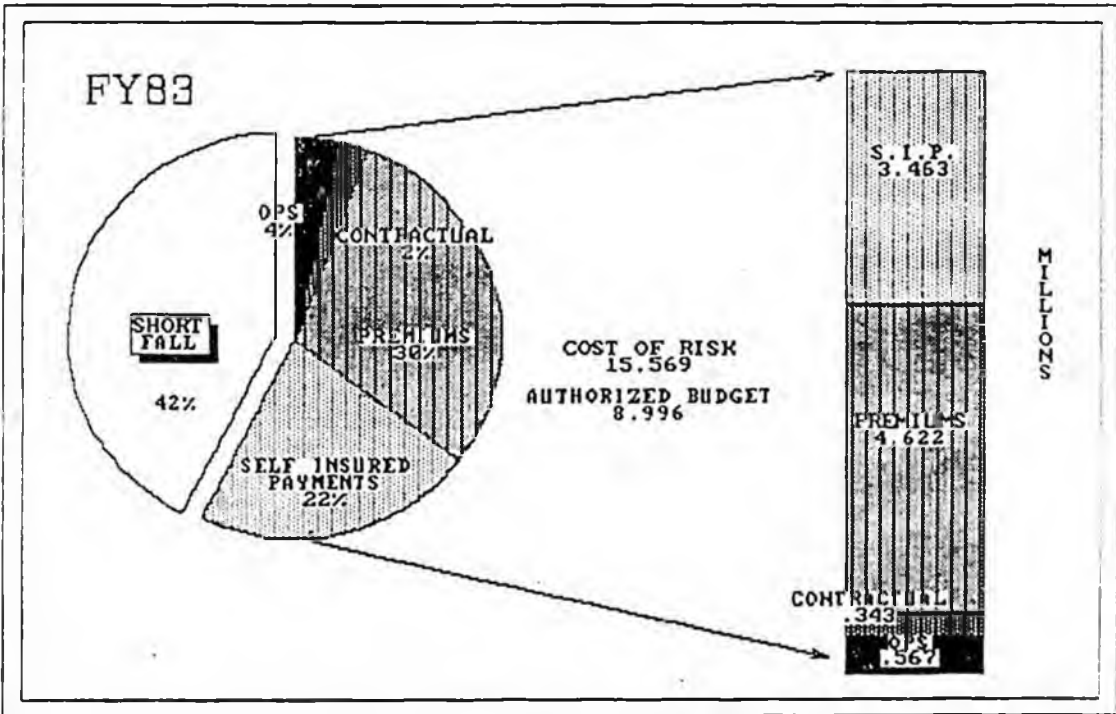 FY83
OPS
4%
CONTRACTUAL
2%
PREMIUMS
30%
SHORT
FALL
42%
SELF INSURED
PAYMENTS
22%
COST OF RISK
15.569
AUTHORIZED BUDGET
8.996
S.I.P.
3.463
PREMIUMS
4.622
CONTRACTUAL
.343
OPS
.567
MILLIONS